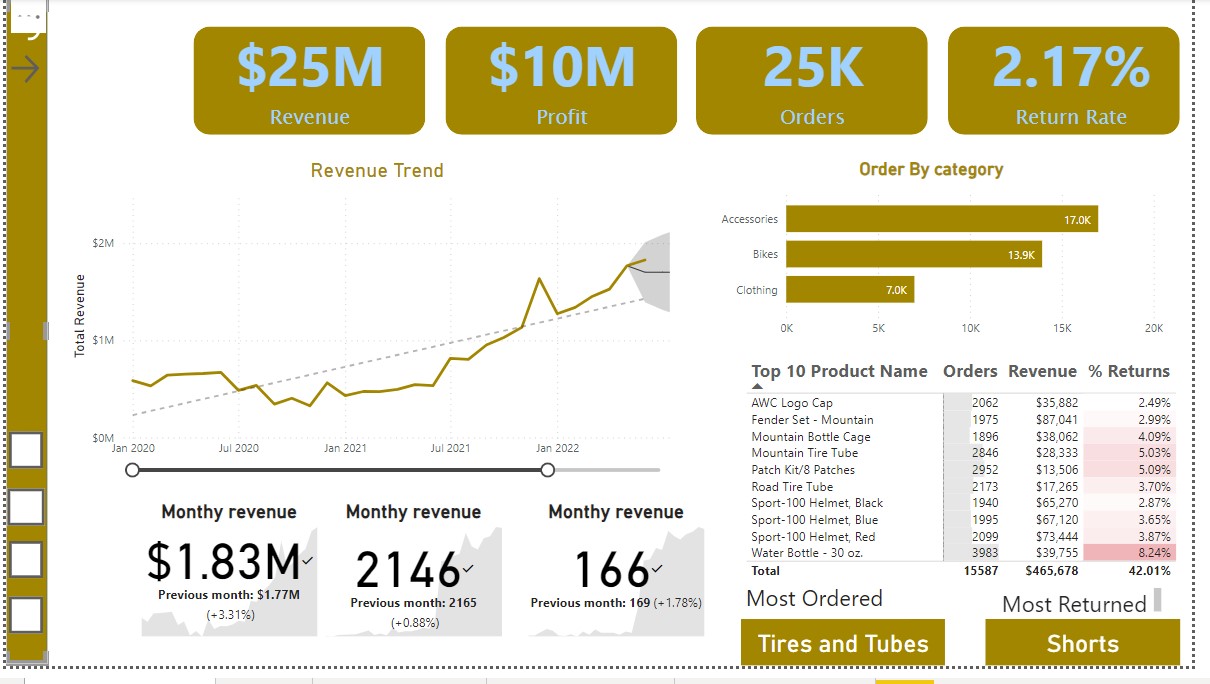 $25M
Revenue
$10M
Profit
25K
Orders
2.17%
Return Rate
Revenue Trend
Total Revenue
$2M
$1M
$0M
Jan 2020
Jul 2020
Jan 2021
Jul 2021
Jan 2022
Order By category
Accessories
17.0K
Bikes
13.9K
Clothing
7.0K
0K
5K
10K
15K
20K
Top 10 Product Name Orders Revenue % Returns
AWC Logo Cap 2062 $35,882 2.49%
Fender Set - Mountain 1975 $87,041 2.99%
Mountain Bottle Cage 1896 $38,062 4.09%
Mountain Tire Tube 2846 $28,333 5.03%
Patch Kit/8 Patches 2952 $13,506 5.09%
Road Tire Tube 2173 $17,265 3.70%
Sport-100 Helmet, Black 1940 $65,270 2.87%
Sport-100 Helmet, Blue 1995 $67,120 3.65%
Sport-100 Helmet, Red 2099 $73,444 3.87%
Water Bottle - 30 oz. 3983 $39,755 8.24%
Total 15587 $465,678 42.01%
Monthy revenue
$1.83M
Previous month: $1.77M
(+3.31%)
Monthy revenue
2146
Previous month: 2165
(+0.88%)
Monthy revenue
166
Previous month: 169 (+1.78%)
Most Ordered
Tires and Tubes
Most Returned
Shorts